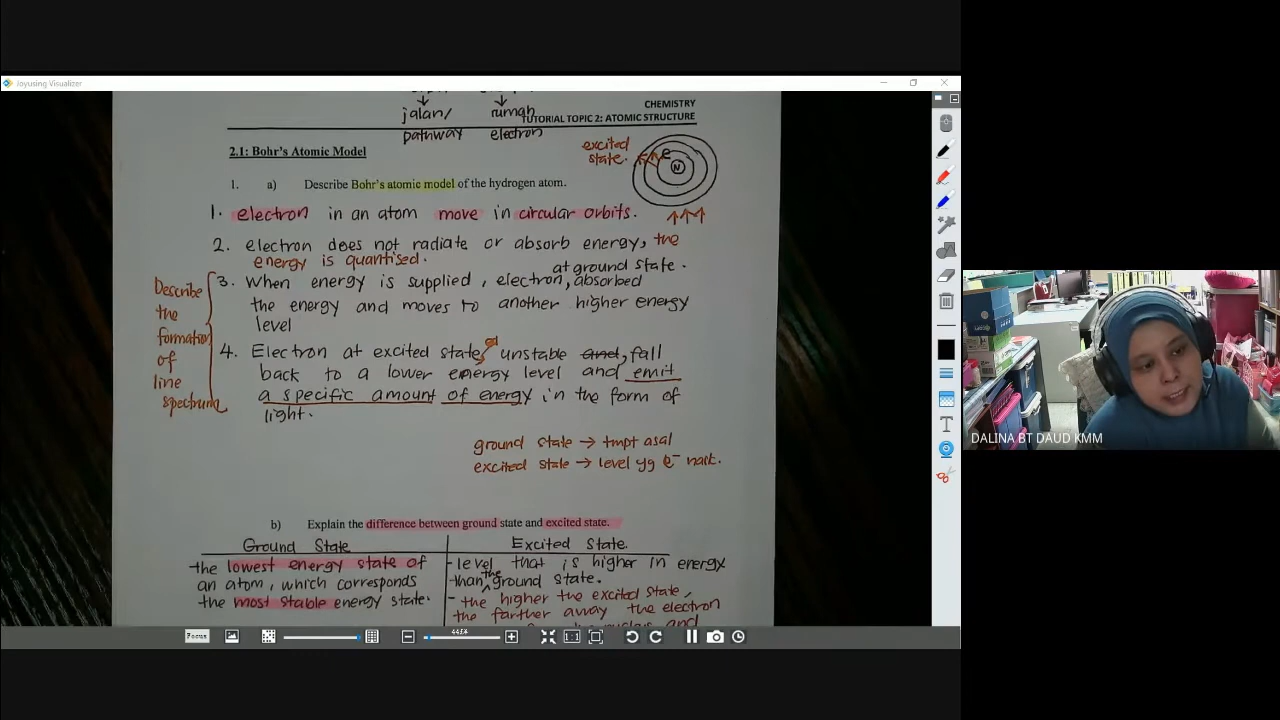 Joyusing Visualizer
jalan/ rumah
pathway electron
CHEMISTRY
TUTORIAL TOPIC 2: ATOMIC STRUCTURE
2.1: Bohr's Atomic Model
excited
state.
e
N
1. a) Describe Bohr's atomic model of the hydrogen atom.
1. electron in an atom move in circular orbits.
2. electron does not radiate or absorb energy, the
energy is quantised.
at ground state.
3. When energy is supplied, electron, absorbed
the energy and moves to another higher energy
level
4. Electron at excited state unstable and, fall
back to a lower energy level and emit
a specific amount of energy in the form of
light.
Describe
the
formation
of
line
spectrum
ground state → tmpt asal
excited state → level yg e⁻ naik.
b) Explain the difference between ground state and excited state.
Ground State Excited State.
the lowest energy state of
an atom, which corresponds
the most stable energy state.
- level that is higher in energy
than the ground state.
- the higher the excited state,
the farther away the electron
and
Focus
1:1
T
DALINA BT DAUD KMM